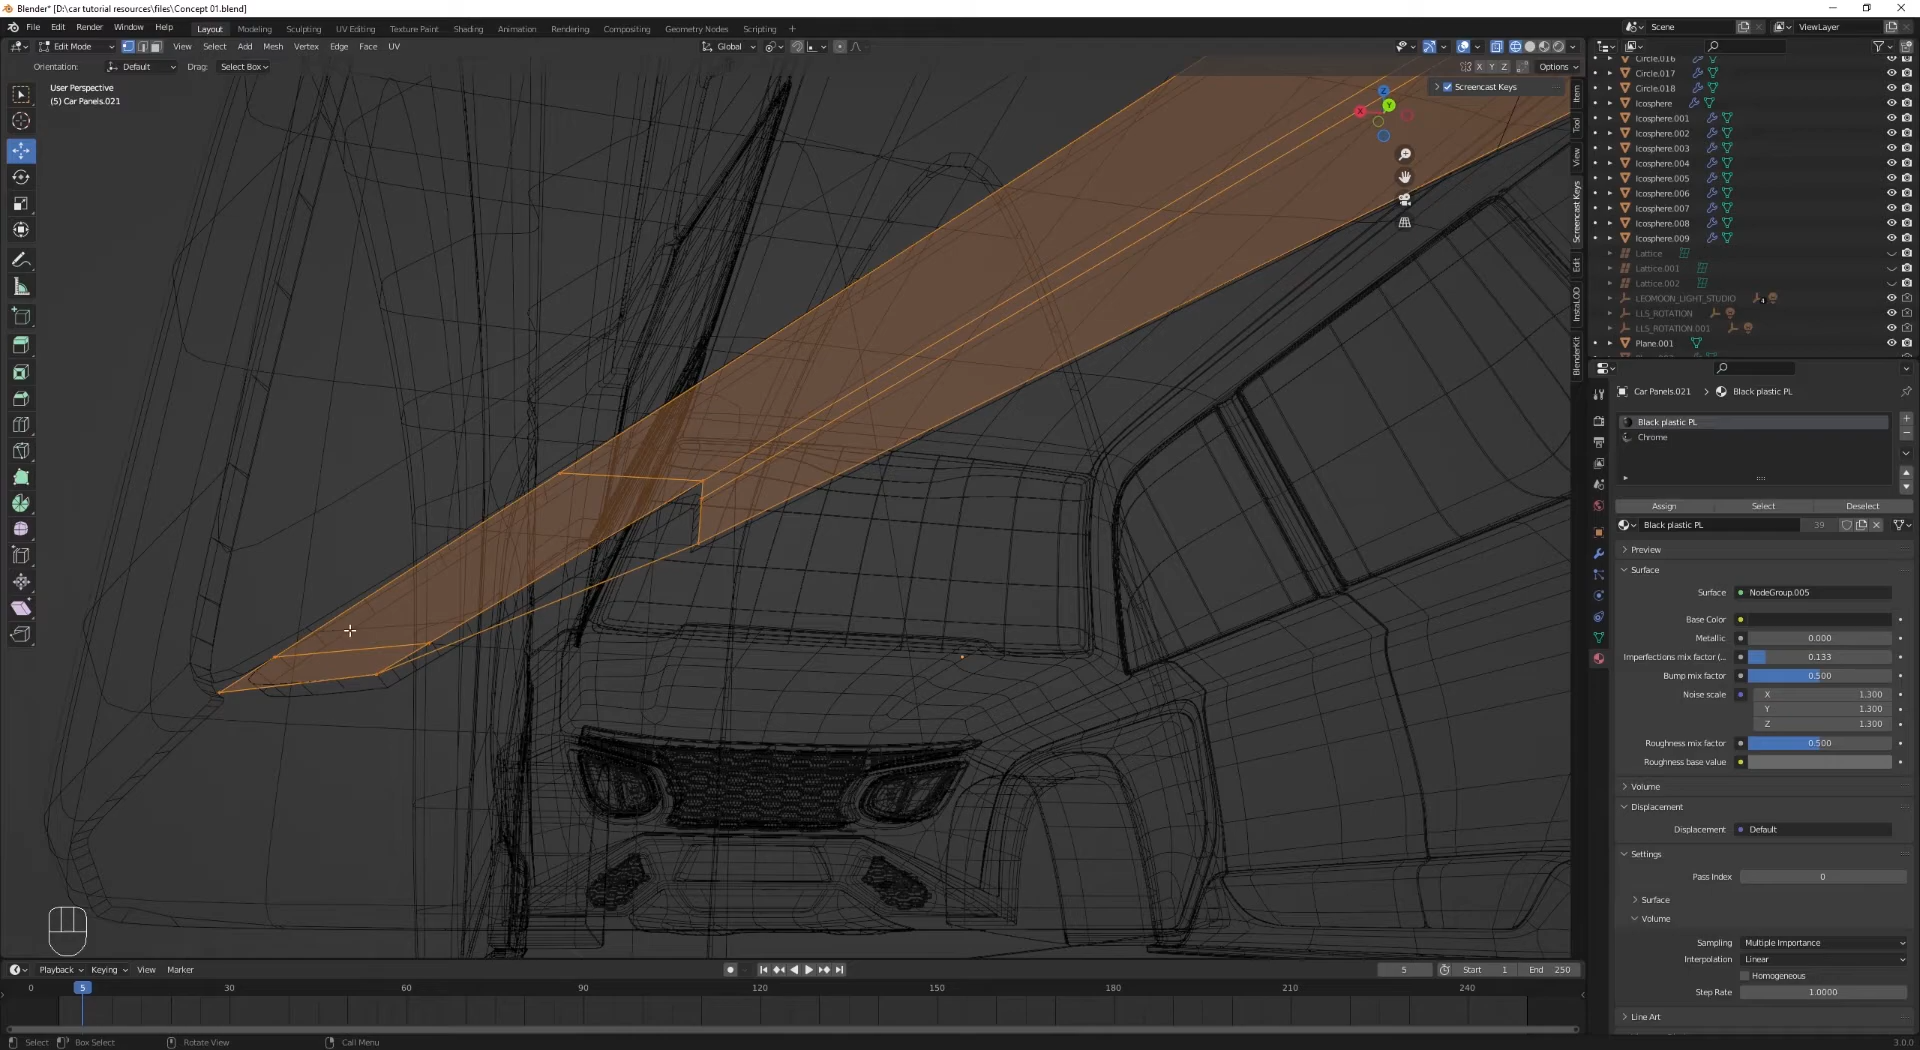 Blender* [D:\car tutorial resources\files\Concept 01.blend]
File Edit Render Window Help
Layout Modeling Sculpting UV Editing Texture Paint Shading Animation Rendering Compositing Geometry Nodes Scripting +
Scene ViewLayer
Edit Mode View Select Add Mesh Vertex Edge Face UV Global
Orientation: Default Drag: Select Box X Y Z Options
User Perspective
(5) Car Panels.021
Screencast Keys
Z
Y
X
Item
Tool
View
Screencast Keys
Edit
InstaLOD
BlenderKit
Circle.016
Circle.017
Circle.018
Icosphere
Icosphere.001
Icosphere.002
Icosphere.003
Icosphere.004
Icosphere.005
Icosphere.006
Icosphere.007
Icosphere.008
Icosphere.009
Lattice
Lattice.001
Lattice.002
LEOMOON_LIGHT_STUDIO 4
LLS_ROTATION
LLS_ROTATION.001
Plane.001
Car Panels.021 Black plastic PL
Black plastic PL
Chrome
Assign Select Deselect
Black plastic PL 39
Preview
Surface
Surface NodeGroup.005
Base Color
Metallic 0.000
Imperfections mix factor (... 0.133
Bump mix factor 0.500
Noise scale X 1.300
Y 1.300
Z 1.300
Roughness mix factor 0.500
Roughness base value
Volume
Displacement
Displacement Default
Settings
Pass Index 0
Surface
Volume
Sampling Multiple Importance
Interpolation Linear
Homogeneous
Step Rate 1.0000
Line Art
Playback Keying View Marker 5 Start 1 End 250
0 5 30 60 90 120 150 180 210 240
Select Box Select Rotate View Call Menu 3.0.0